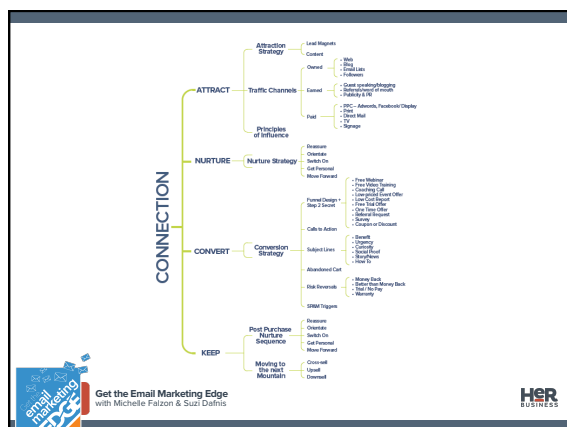 CONNECTION
ATTRACT
Attraction
Strategy
Lead Magnets
Content
Traffic Channels
Owned
• Web
• Blog
• Email Lists
• Followers
Earned
• Guest speaking/blogging
• Referrals/word of mouth
• Publicity & PR
Paid
• PPC – Adwords, Facebook/Display
• Print
• Direct Mail
• TV
• Signage
Principles
of Influence
NURTURE
Nurture Strategy
Reassure
Orientate
Switch On
Get Personal
Move Forward
CONVERT
Conversion
Strategy
Funnel Design +
Step 2 Secret
• Free Webinar
• Free Video Training
• Coaching Call
• Low-priced Event Offer
• Low Cost Report
• Free Trial Offer
• One Time Offer
• Referral Request
• Survey
• Coupon or Discount
Calls to Action
Subject Lines
• Benefit
• Urgency
• Curiosity
• Social Proof
• Story/News
• How To
Abandoned Cart
Risk Reversals
• Money Back
• Better than Money Back
• Trial / No Pay
• Warranty
SPAM Triggers
KEEP
Post Purchase
Nurture
Sequence
Reassure
Orientate
Switch On
Get Personal
Move Forward
Moving to
the next
Mountain
Cross-sell
Upsell
Downsell
email
marketing
EDGE
Get the Email Marketing Edge
with Michelle Falzon & Suzi Dafnis
HeR
BUSINESS